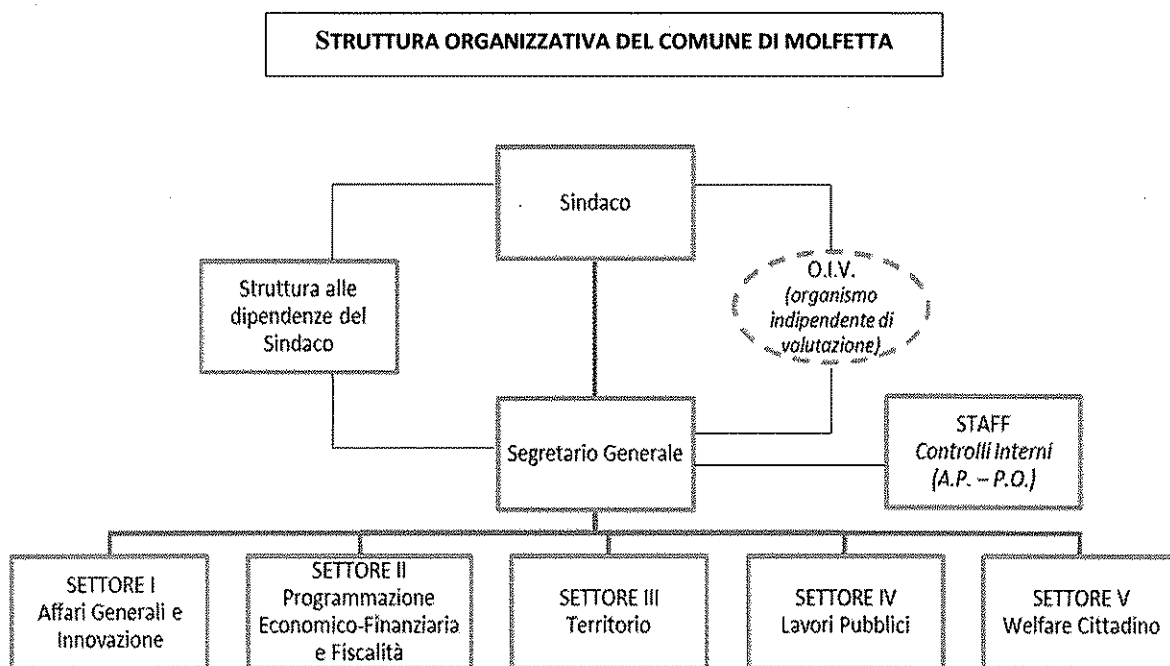 STRUTTURA ORGANIZZATIVA DEL COMUNE DI MOLFETTA
Sindaco
Struttura alle
dipendenze del
Sindaco
O.I.V.
(organismo
indipendente di
valutazione)
Segretario Generale
STAFF
Controlli Interni
(A.P. – P.O.)
SETTORE I
Affari Generali e
Innovazione
SETTORE II
Programmazione
Economico-Finanziaria
e Fiscalità
SETTORE III
Territorio
SETTORE IV
Lavori Pubblici
SETTORE V
Welfare Cittadino